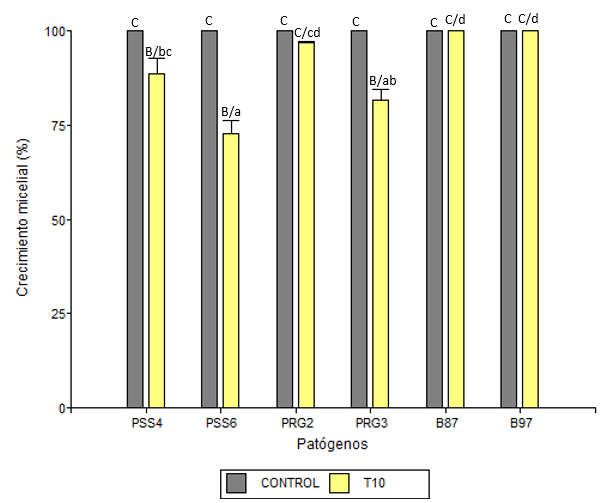 C C C C C C/d C C/d
B/bc C/cd
B/a B/ab
100
75
50
25
0
Crecimiento micelial (%)
PSS4 PSS6 PRG2 PRG3 B87 B97
Patógenos
CONTROL T10